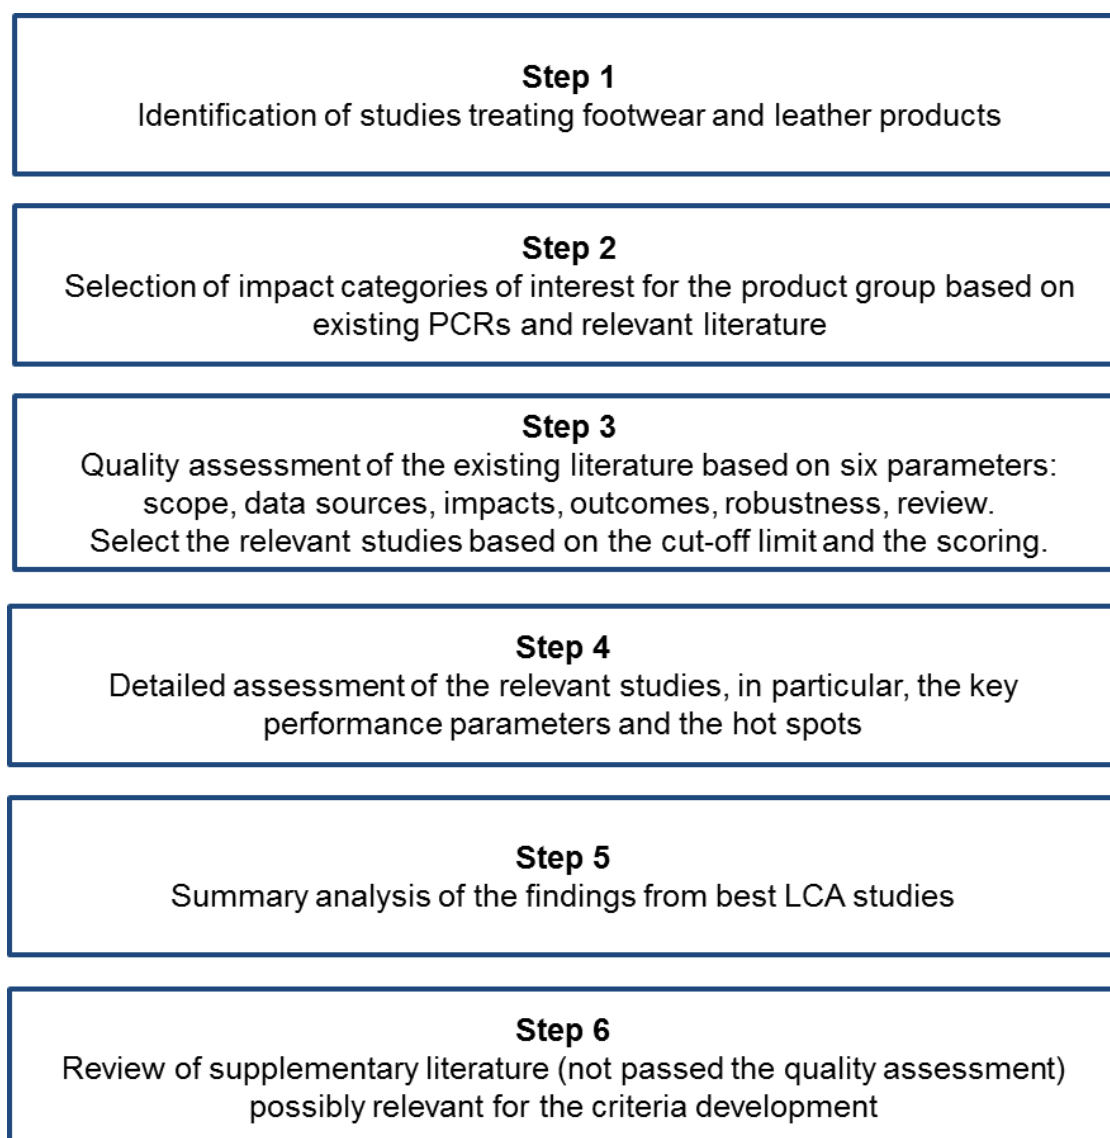 Step 1
Identification of studies treating footwear and leather products
Step 2
Selection of impact categories of interest for the product group based on
existing PCRs and relevant literature
Step 3
Quality assessment of the existing literature based on six parameters:
scope, data sources, impacts, outcomes, robustness, review.
Select the relevant studies based on the cut-off limit and the scoring.
Step 4
Detailed assessment of the relevant studies, in particular, the key
performance parameters and the hot spots
Step 5
Summary analysis of the findings from best LCA studies
Step 6
Review of supplementary literature (not passed the quality assessment)
possibly relevant for the criteria development